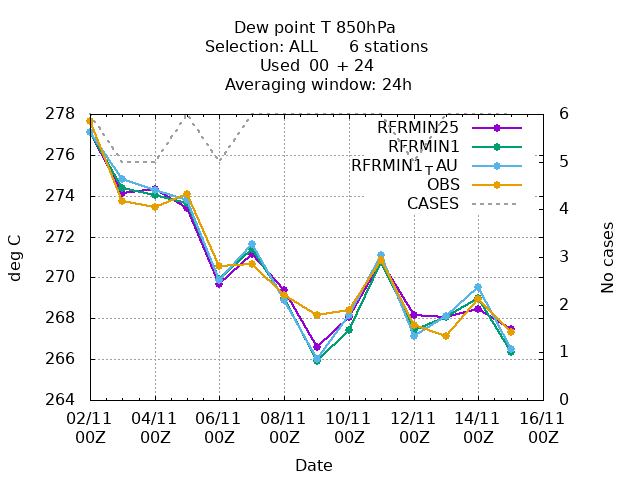 Dew point T 850hPa
Selection: ALL 6 stations
Used 00 + 24
Averaging window: 24h
278
276
274
272
270
268
266
264
deg C
6
5
4
3
2
1
0
No cases
RFRMIN25
RFRMIN1
RFRMIN1_TAU
OBS
CASES
02/11 04/11 06/11 08/11 10/11 12/11 14/11 16/11
00Z 00Z 00Z 00Z 00Z 00Z 00Z 00Z
Date